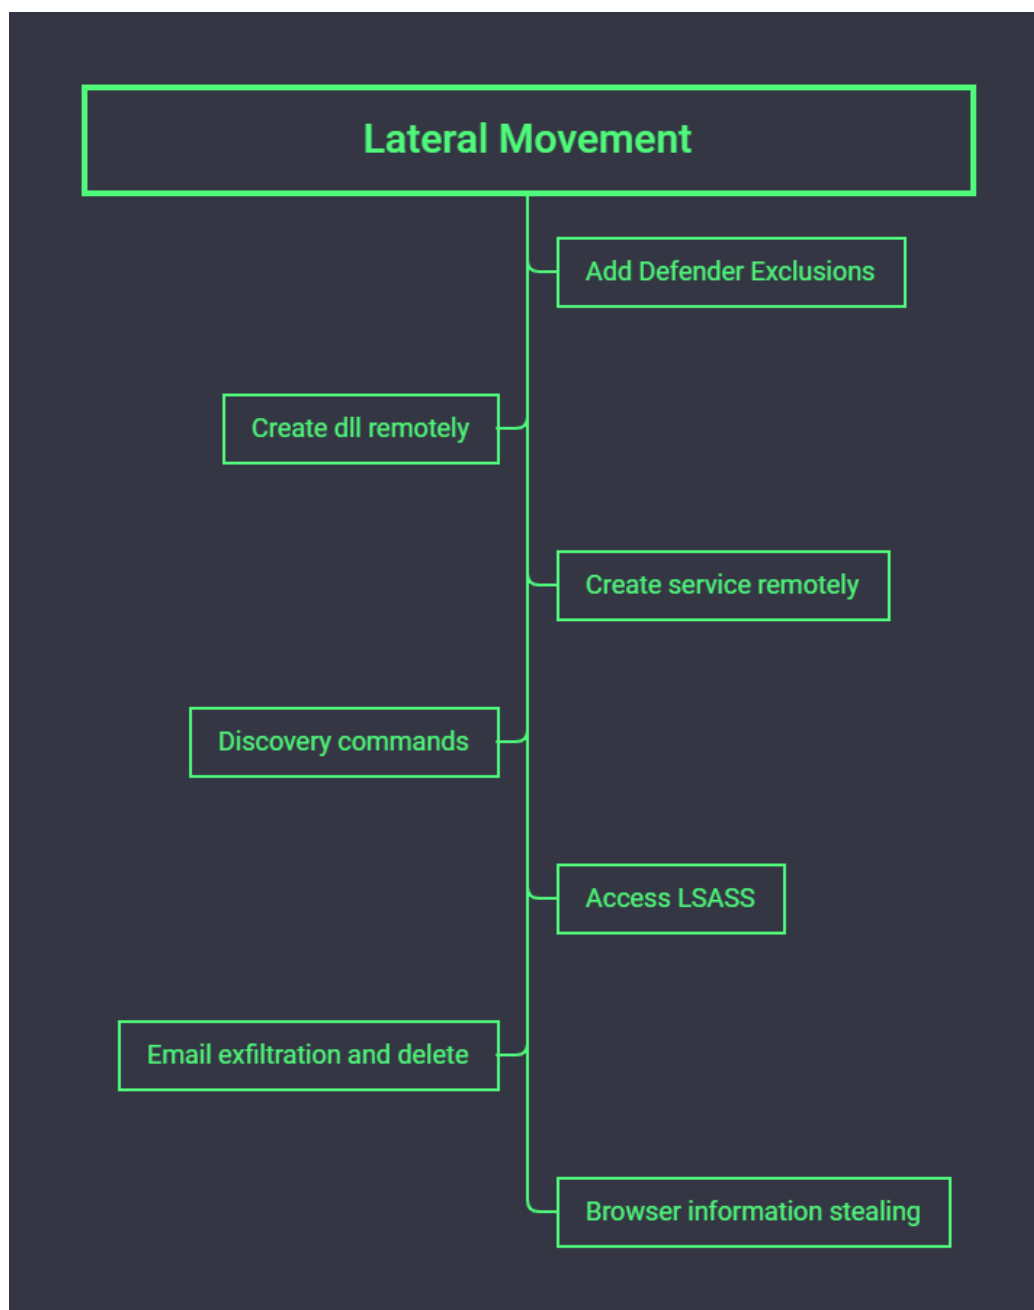 Lateral Movement
Add Defender Exclusions
Create dll remotely
Create service remotely
Discovery commands
Access LSASS
Email exfiltration and delete
Browser information stealing